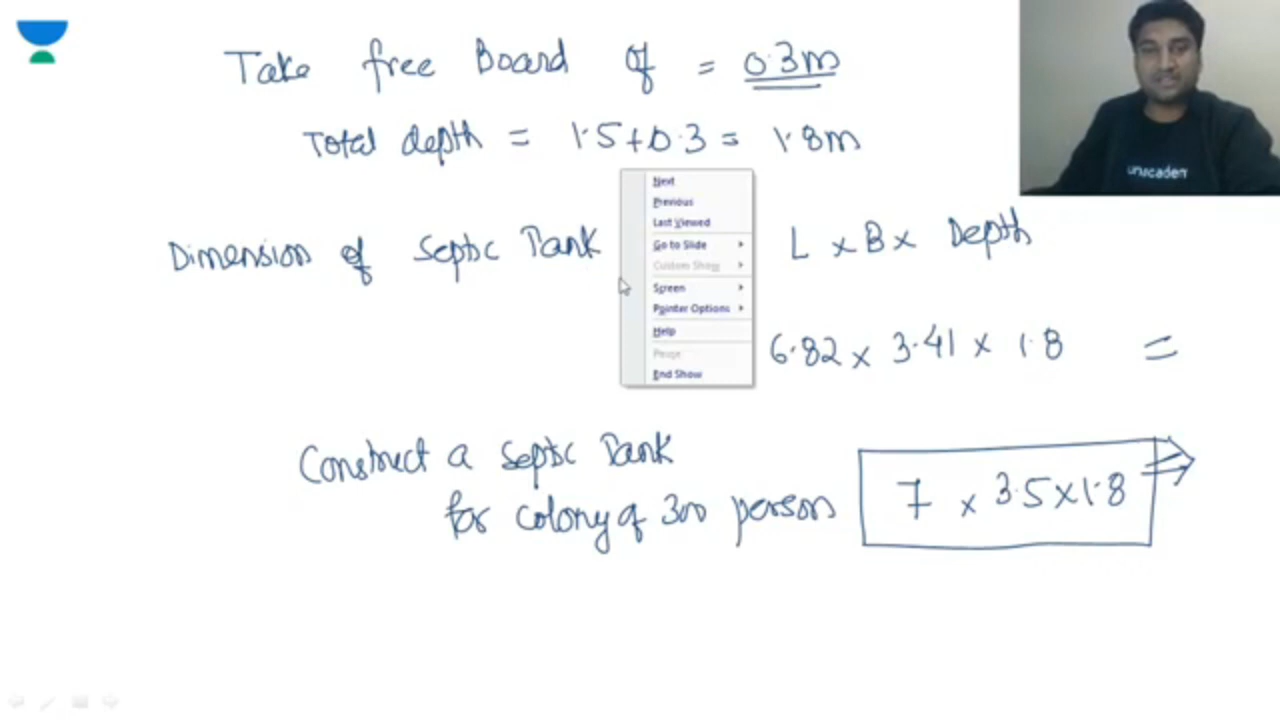 Take free Board of = 0.3m
Total depth = 1.5+0.3 = 1.8m
Dimension of Septic Tank L x B x Depth
6.82 x 3.41 x 1.8 =
Construct a Septic Tank
for colony of 300 person 7 x 3.5 x 1.8
Next
Previous
Last Viewed
Go to Slide
Custom Show
Screen
Pointer Options
Help
Pause
End Show
unacadem